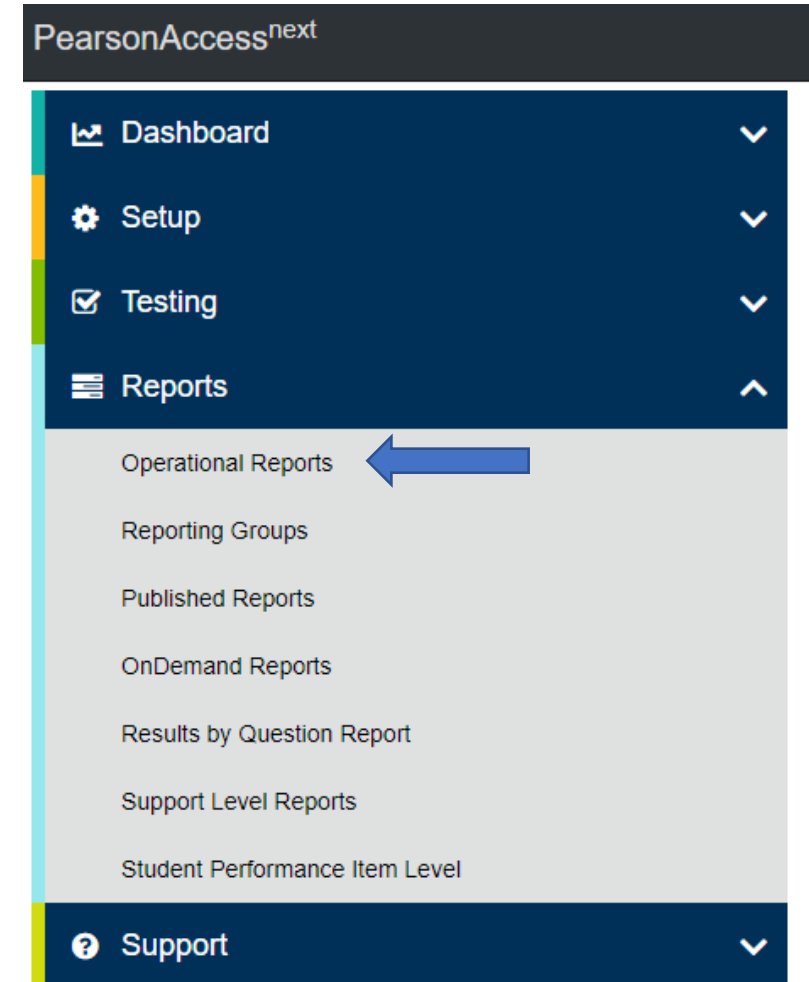 PearsonAccessnext
Dashboard
Setup
Testing
Reports
Operational Reports
Reporting Groups
Published Reports
OnDemand Reports
Results by Question Report
Support Level Reports
Student Performance Item Level
Support